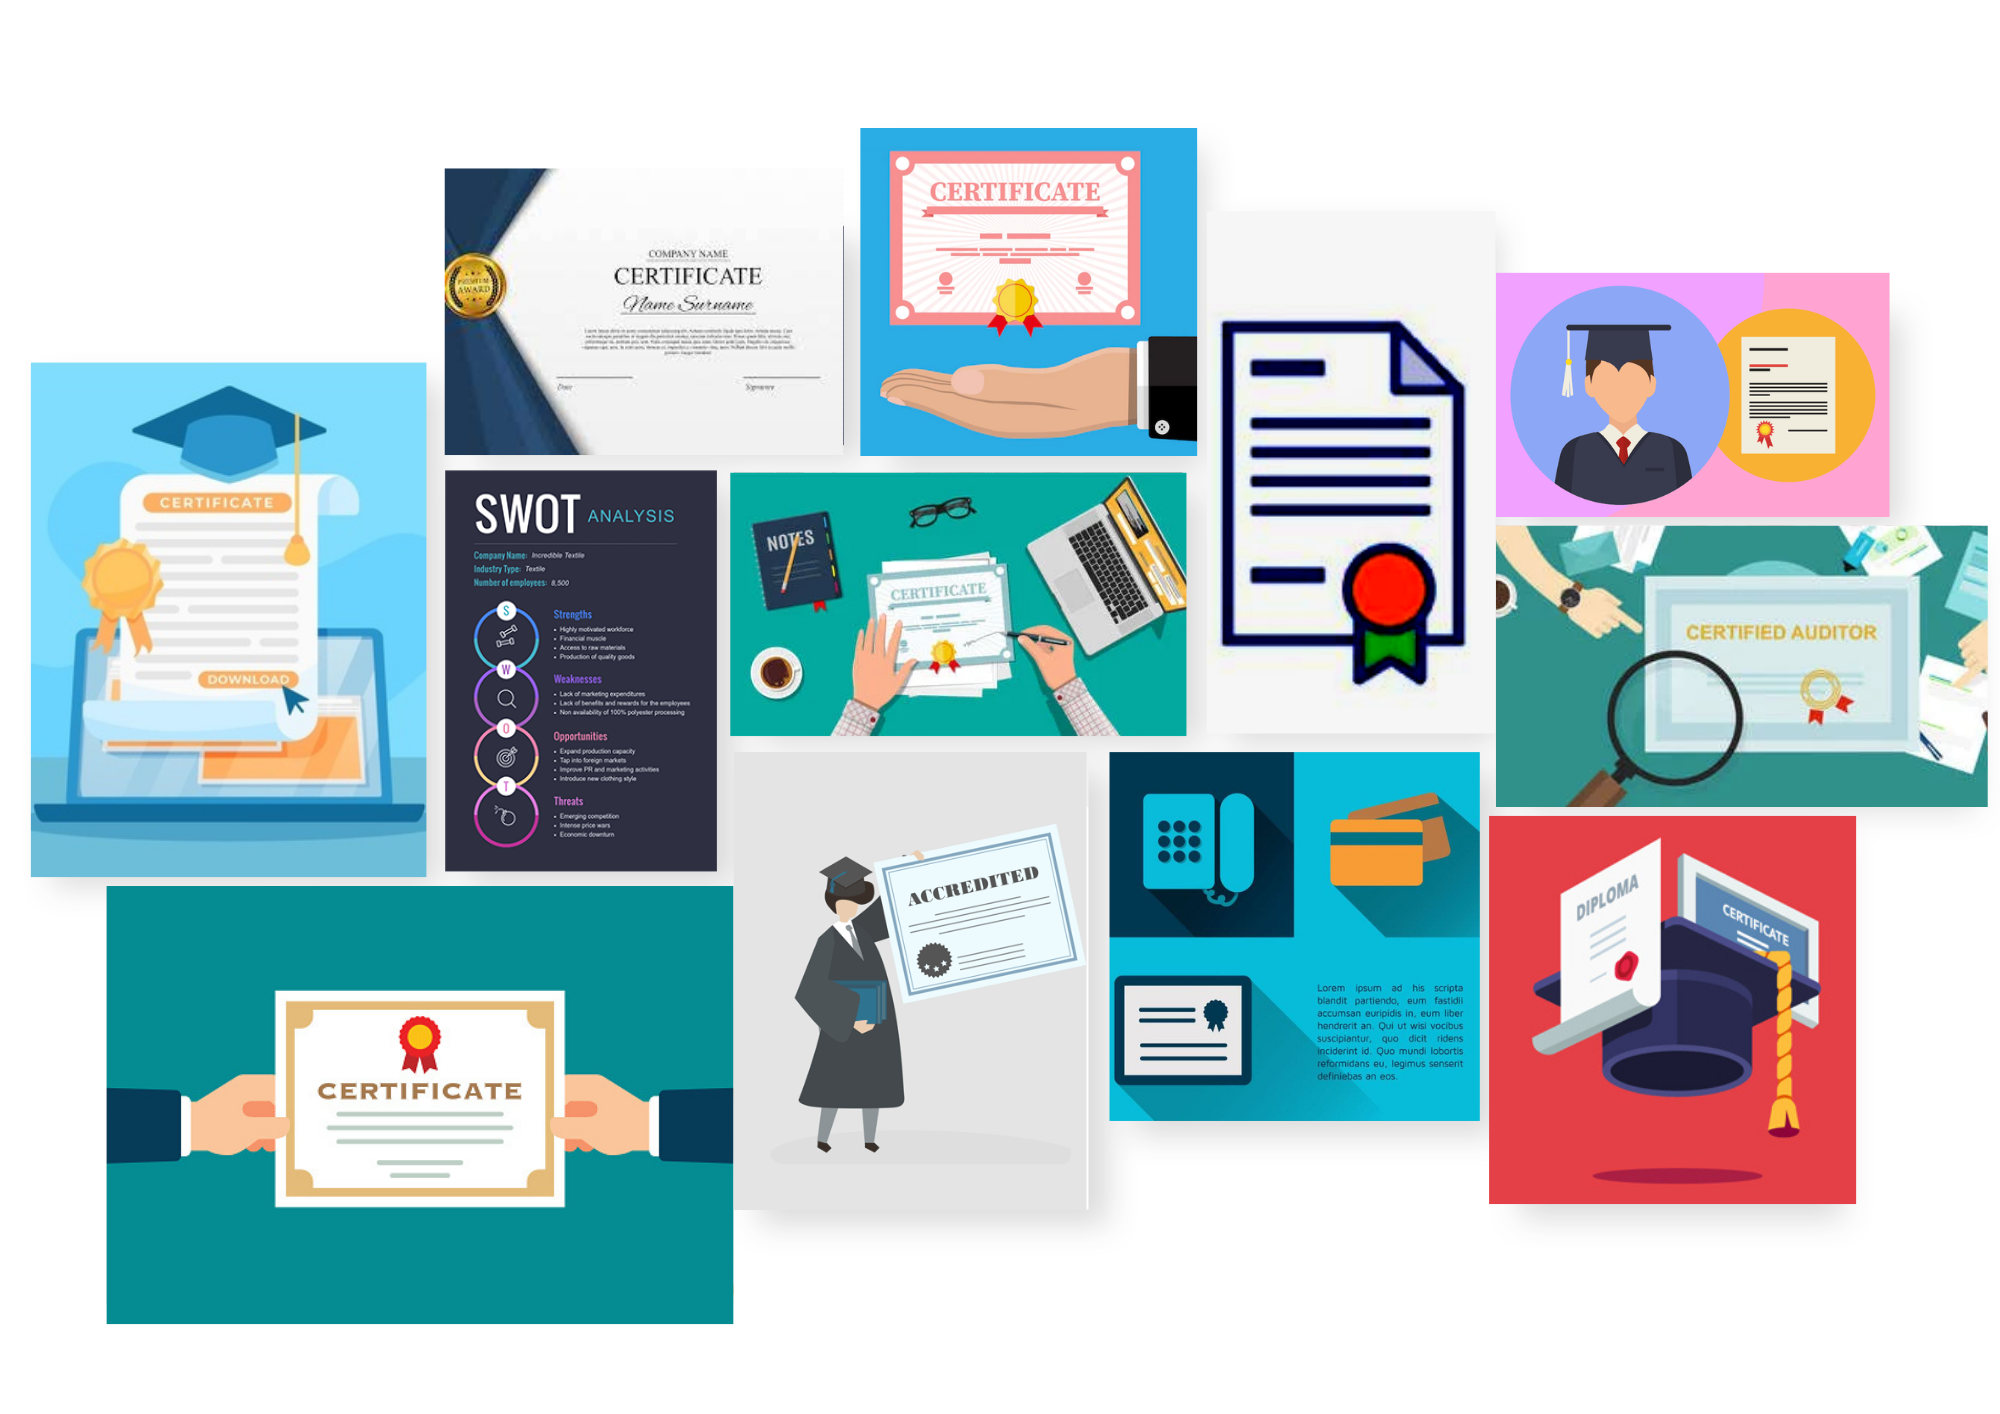 COMPANY NAME
CERTIFICATE
Name Surname
PREMIUM
AWARD
Date
Signature
CERTIFICATE
CERTIFICATE
DOWNLOAD
SWOT ANALYSIS
Company Name: Incredible Textile
Industry Type: Textile
Number of employees: 8,500
S
Strengths
• Highly motivated workforce
• Financial muscle
• Access to raw materials
• Production of quality goods
W
Weaknesses
• Lack of marketing expenditures
• Lack of benefits and rewards for the employees
• Non availability of 100% polyester processing
O
Opportunities
• Expand production capacity
• Tap into foreign markets
• Improve PR and marketing activities
• Introduce new clothing style
T
Threats
• Emerging competition
• Intense price wars
• Economic downturn
NOTES
CERTIFICATE
CERTIFIED AUDITOR
ACCREDITED
Lorem ipsum ad his scripta
blandit partiendo, eum fastidii
accumsan euripidis in, eum liber
hendrerit an. Qui ut wisi vocibus
suscipiantur, quo dicit ridens
inciderint id. Quo mundi lobortis
reformidans eu, legimus senserit
definiebas an eos.
DIPLOMA
CERTIFICATE
CERTIFICATE